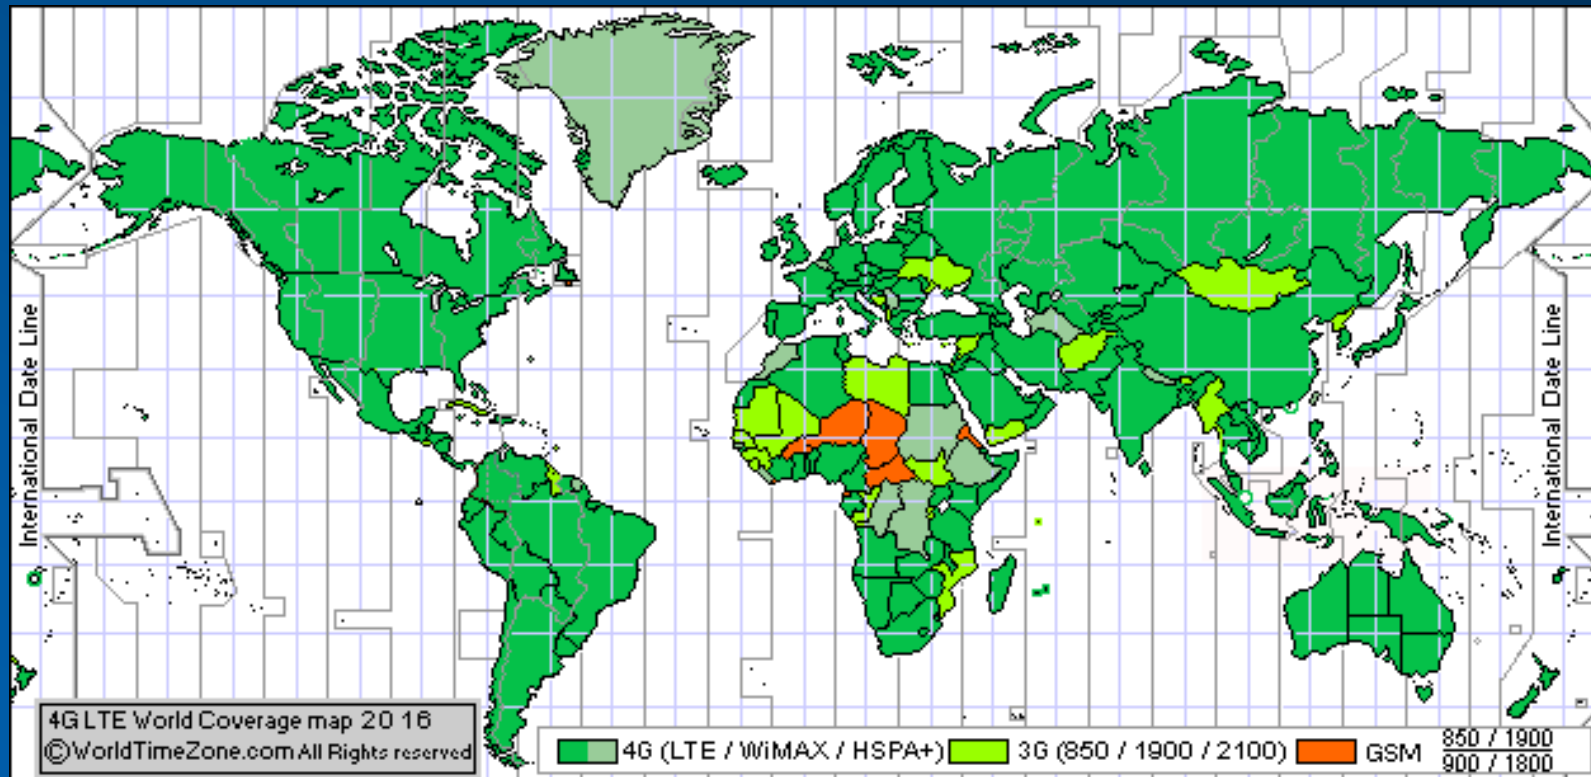 International Date Line
International Date Line
4G LTE World Coverage map 2016
©WorldTimeZone.com All Rights reserved
4G (LTE / WiMAX / HSPA+) 3G (850 / 1900 / 2100) GSM 850 / 1900
900 / 1800